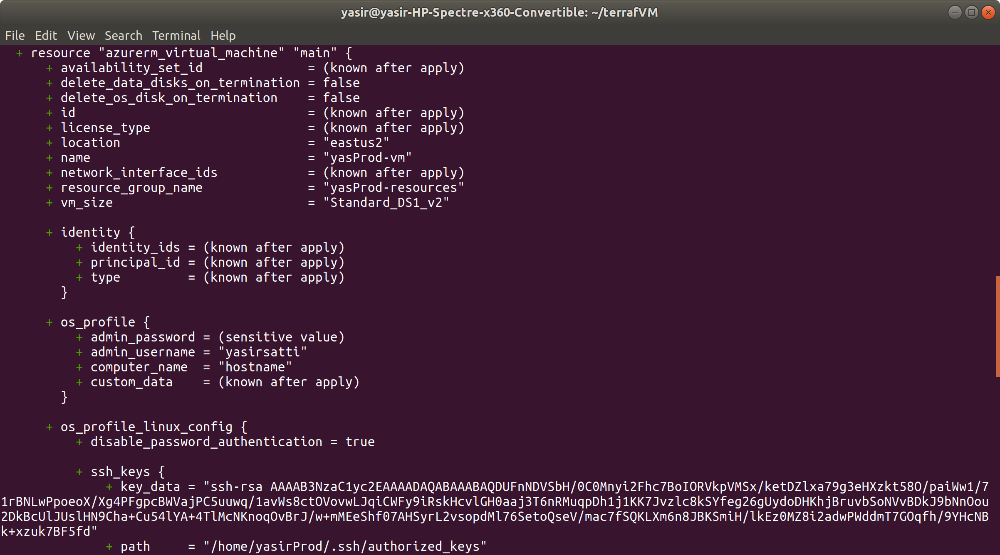 yasir@yasir-HP-Spectre-x360-Convertible: ~/terrafVM
File Edit View Search Terminal Help
+ resource "azurerm_virtual_machine" "main" {
+ availability_set_id = (known after apply)
+ delete_data_disks_on_termination = false
+ delete_os_disk_on_termination = false
+ id = (known after apply)
+ license_type = (known after apply)
+ location = "eastus2"
+ name = "yasProd-vm"
+ network_interface_ids = (known after apply)
+ resource_group_name = "yasProd-resources"
+ vm_size = "Standard_DS1_v2"
+ identity {
+ identity_ids = (known after apply)
+ principal_id = (known after apply)
+ type = (known after apply)
}
+ os_profile {
+ admin_password = (sensitive value)
+ admin_username = "yasirsatti"
+ computer_name = "hostname"
+ custom_data = (known after apply)
}
+ os_profile_linux_config {
+ disable_password_authentication = true
+ ssh_keys {
+ key_data = "ssh-rsa AAAAB3NzaC1yc2EAAAADAQABAAABAQDUFnNDVSbH/0C0Mnyi2Fhc7BoIORVkpVMSx/ketDZlxa79g3eHXzkt58O/paiWw1/7
1rBNLwPpoeoX/Xg4PFgpcBWVajPC5uuwq/1avWs8ctOVovwLJqiCWFy9iRskHcvlGH0aaj3T6nRMuqpDh1j1KK7Jvzlc8kSYfeg26gUydoDHKhjBruvbSoNVvBDkJ9bNnOou
2DkBcUlJUslHN9Cha+Cu54lYA+4TlMcNKnoqOvBrJ/w+mMEeShf07AHSyrL2vsopdMl76SetoQseV/mac7fSQKLXm6n8JBKSmiH/lkEz0MZ8i2adwPWddmT7GOqfh/9YHcNB
k+xzuk7BF5fd"
+ path = "/home/yasirProd/.ssh/authorized_keys"